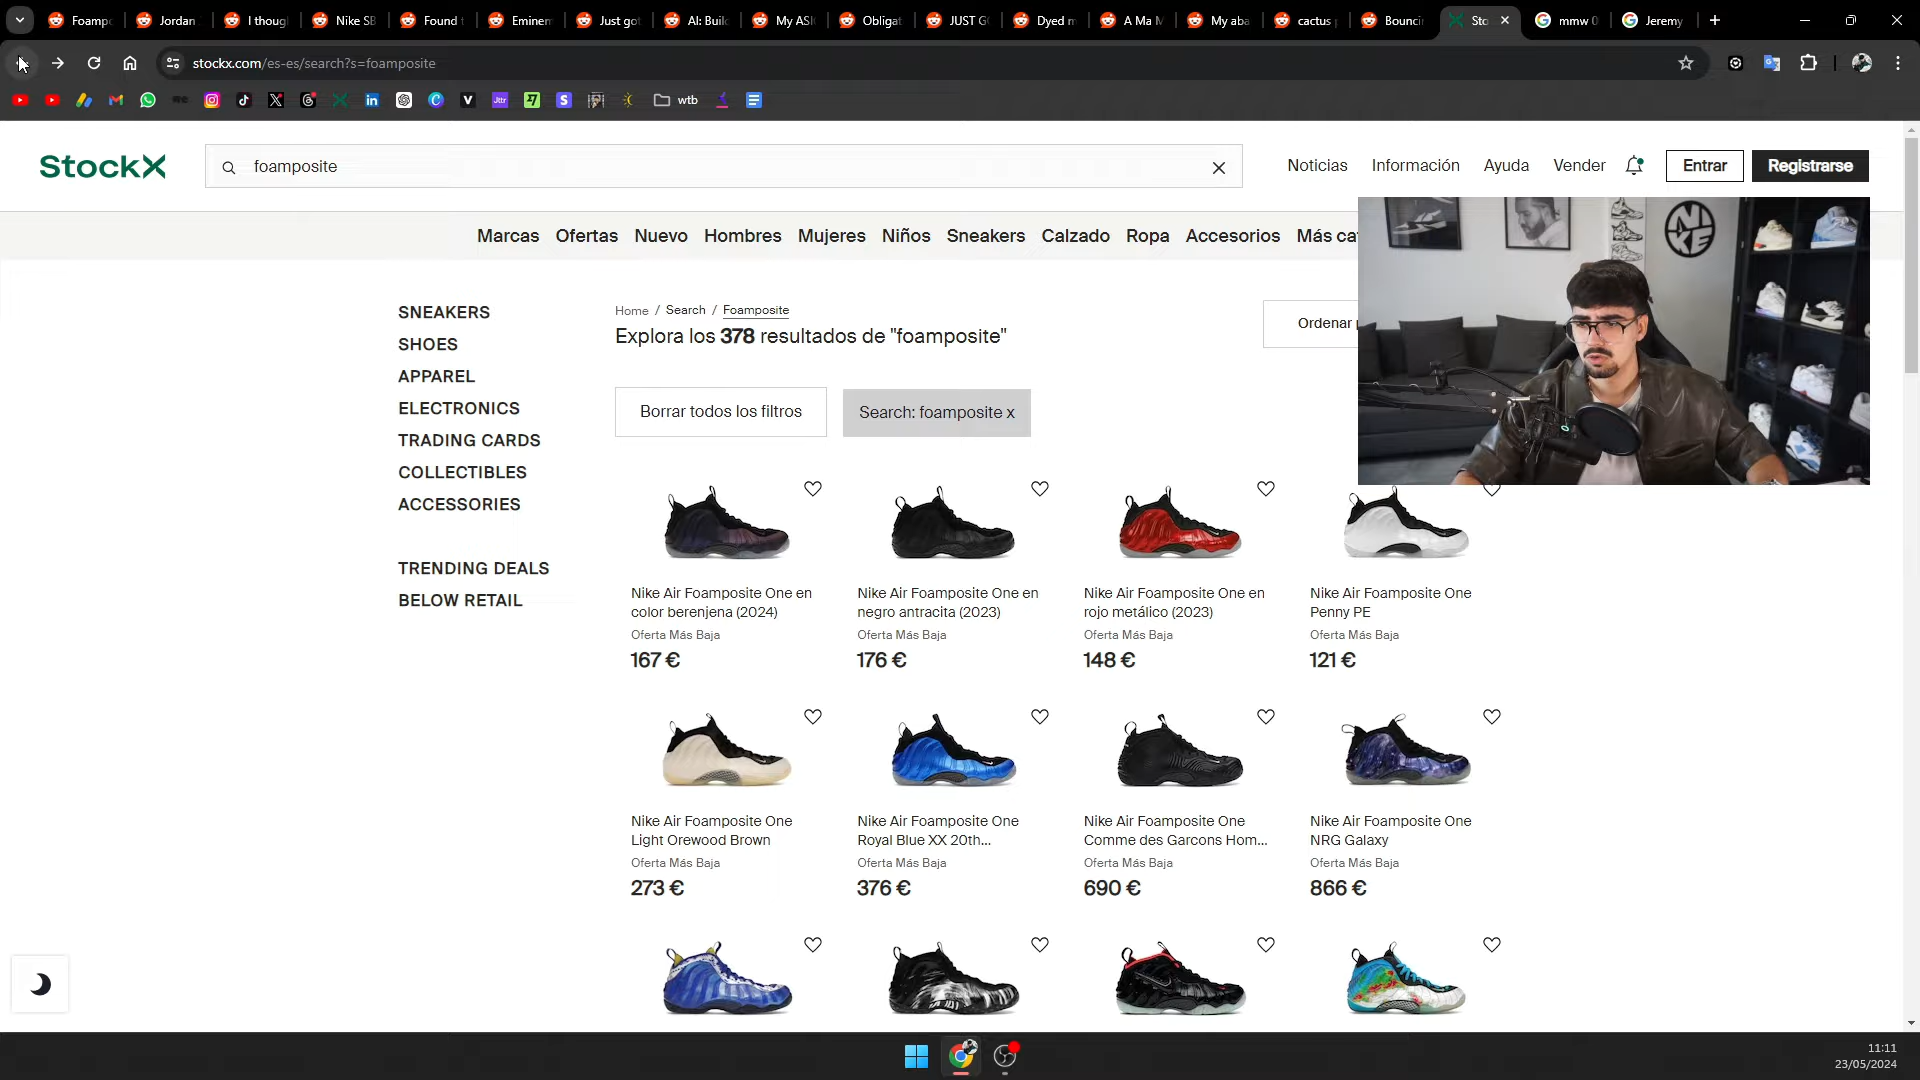 Foampo
Jordan
I thoug
Nike SB
Found t
Eminem
Just got
AI: Buil
My ASI
Obligat
JUST G
Dyed m
A Ma M
My aba
cactus
Bouncin
Sto
mmw 0
Jeremy
stockx.com/es-es/search?s=foamposite
wtb
StockX
foamposite
Noticias
Información
Ayuda
Vender
Entrar
Registrarse
Marcas
Ofertas
Nuevo
Hombres
Mujeres
Niños
Sneakers
Calzado
Ropa
Accesorios
Más ca
NIKE
SNEAKERS
SHOES
APPAREL
ELECTRONICS
TRADING CARDS
COLLECTIBLES
ACCESSORIES
TRENDING DEALS
BELOW RETAIL
Home / Search / Foamposite
Explora los 378 resultados de "foamposite"
Ordenar p
Borrar todos los filtros
Search: foamposite x
Nike Air Foamposite One en
color berenjena (2024)
Oferta Más Baja
167 €
Nike Air Foamposite One en
negro antracita (2023)
Oferta Más Baja
176 €
Nike Air Foamposite One en
rojo metálico (2023)
Oferta Más Baja
148 €
Nike Air Foamposite One
Penny PE
Oferta Más Baja
121 €
Nike Air Foamposite One
Light Orewood Brown
Oferta Más Baja
273 €
Nike Air Foamposite One
Royal Blue XX 20th...
Oferta Más Baja
376 €
Nike Air Foamposite One
Comme des Garcons Hom...
Oferta Más Baja
690 €
Nike Air Foamposite One
NRG Galaxy
Oferta Más Baja
866 €
11:11
23/05/2024